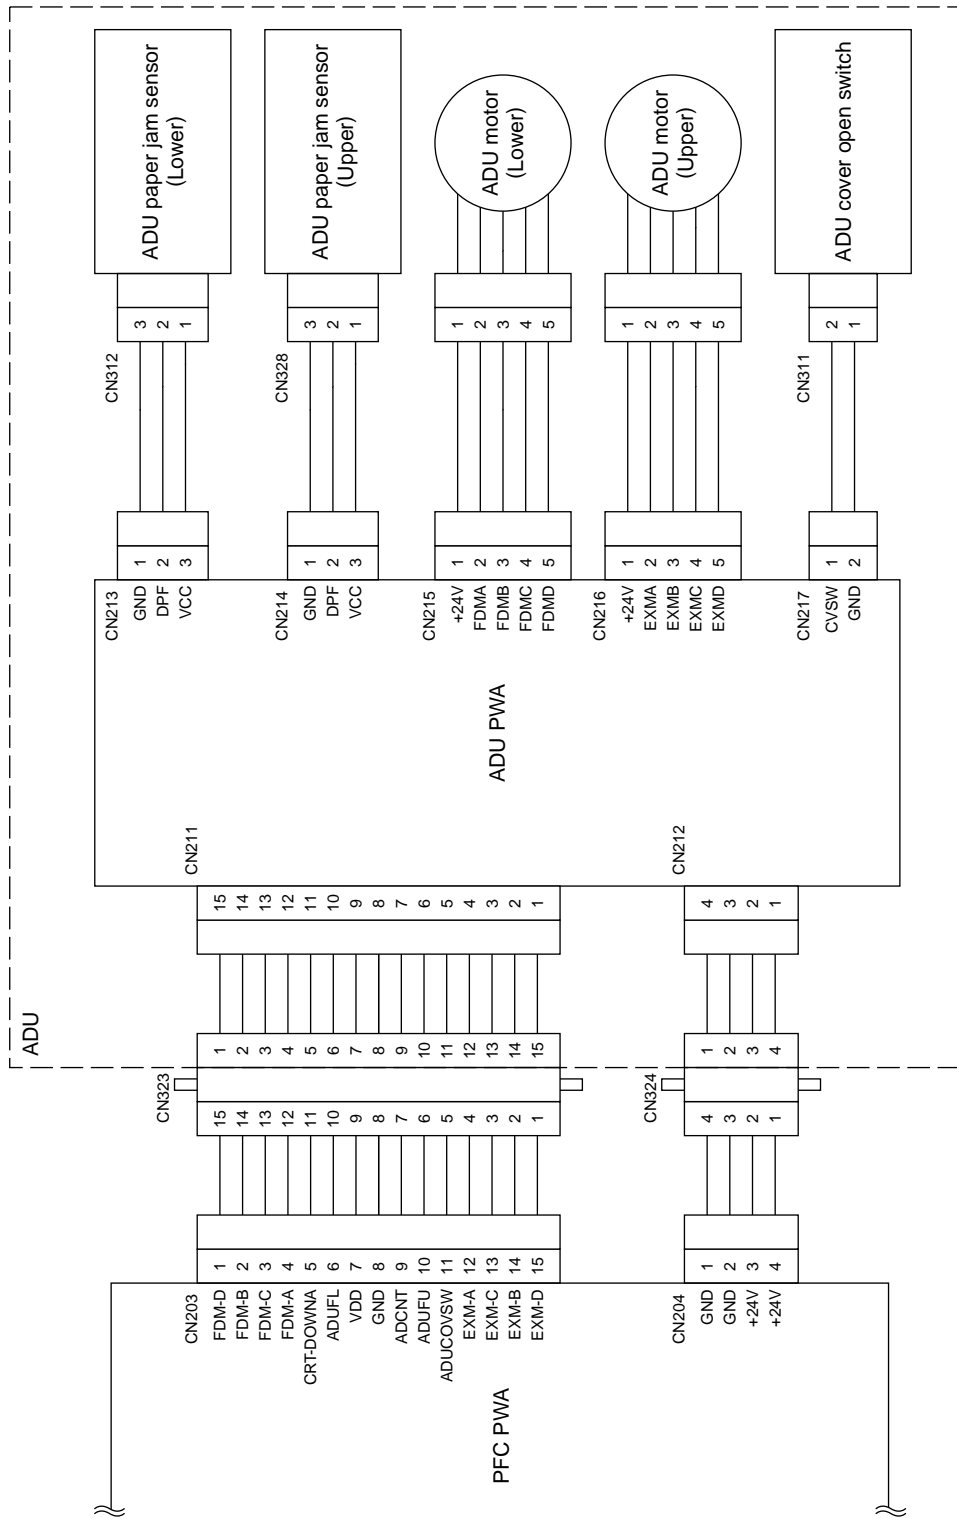 ADU
PFC PWA
CN203
FDM-D 1
FDM-B 2
FDM-C 3
FDM-A 4
CRT-DOWNA 5
ADUFL 6
VDD 7
GND 8
ADCNT 9
ADUFU 10
ADUCOVSW 11
EXM-A 12
EXM-C 13
EXM-B 14
EXM-D 15
CN204
GND 1
GND 2
+24V 3
+24V 4
CN323
15 1
14 2
13 3
12 4
11 5
10 6
9 7
8 8
7 9
6 10
5 11
4 12
3 13
2 14
1 15
CN324
4 1
3 2
2 3
1 4
CN211
15
14
13
12
11
10
9
8
7
6
5
4
3
2
1
CN212
4
3
2
1
ADU PWA
CN213
GND 1
DPF 2
VCC 3
CN214
GND 1
DPF 2
VCC 3
CN215
+24V 1
FDMA 2
FDMB 3
FDMC 4
FDMD 5
CN216
+24V 1
EXMA 2
EXMB 3
EXMC 4
EXMD 5
CN217
CVSW 1
GND 2
CN312
3
2
1
ADU paper jam sensor
(Lower)
CN328
3
2
1
ADU paper jam sensor
(Upper)
1
2
3
4
5
ADU motor
(Lower)
1
2
3
4
5
ADU motor
(Upper)
CN311
2
1
ADU cover open switch